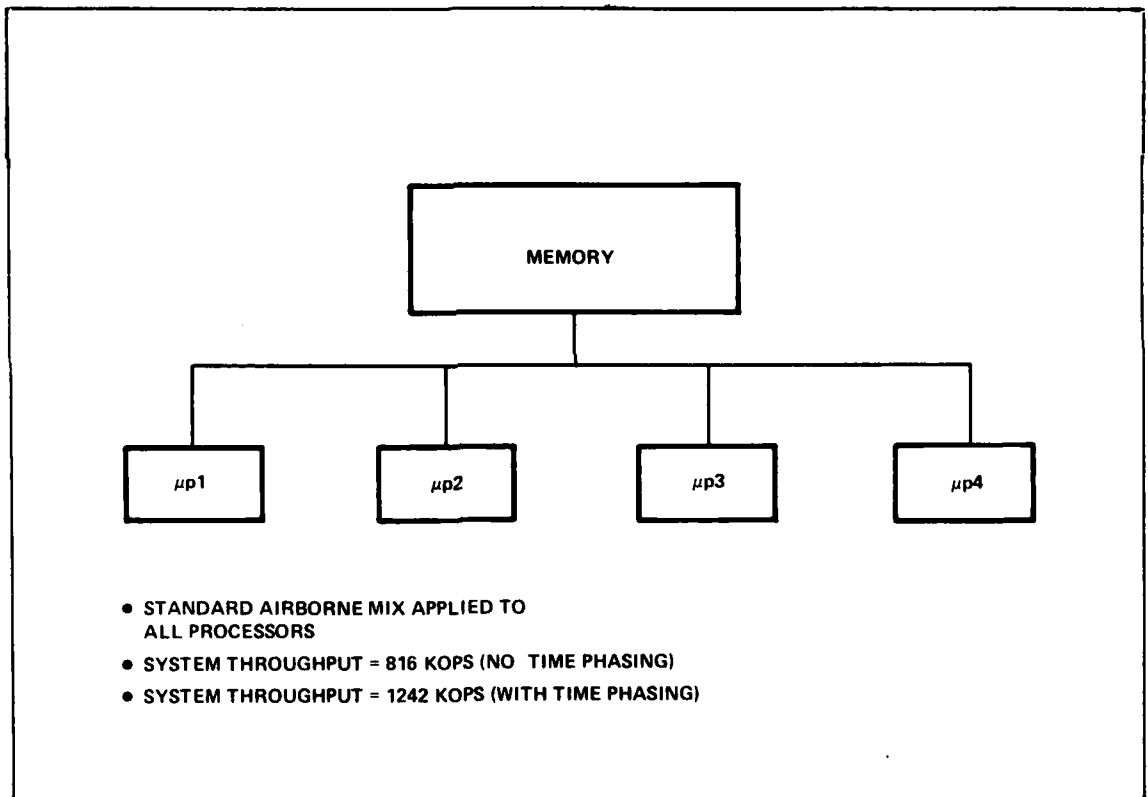 MEMORY
μp1 μp2 μp3 μp4
• STANDARD AIRBORNE MIX APPLIED TO
ALL PROCESSORS
• SYSTEM THROUGHPUT = 816 KOPS (NO TIME PHASING)
• SYSTEM THROUGHPUT = 1242 KOPS (WITH TIME PHASING)